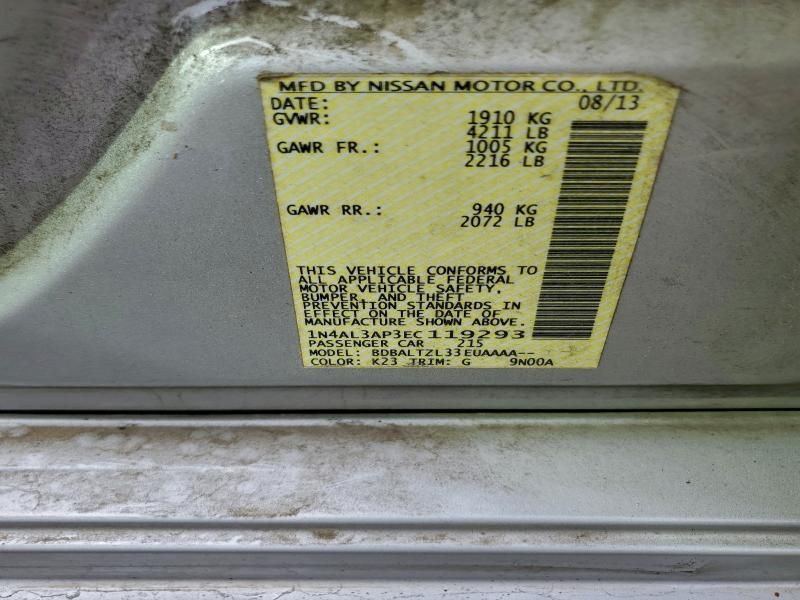 MFD BY NISSAN MOTOR CO., LTD.
DATE: 08/13
GVWR: 1910 KG
4211 LB
GAWR FR.: 1005 KG
2216 LB
GAWR RR.: 940 KG
2072 LB
THIS VEHICLE CONFORMS TO
ALL APPLICABLE FEDERAL
MOTOR VEHICLE SAFETY,
BUMPER, AND THEFT
PREVENTION STANDARDS IN
EFFECT ON THE DATE OF
MANUFACTURE SHOWN ABOVE.
1N4AL3AP3EC119293
PASSENGER CAR 215
MODEL: BDBALTZL33EUAAAA--
COLOR: K23 TRIM: G 9N00A